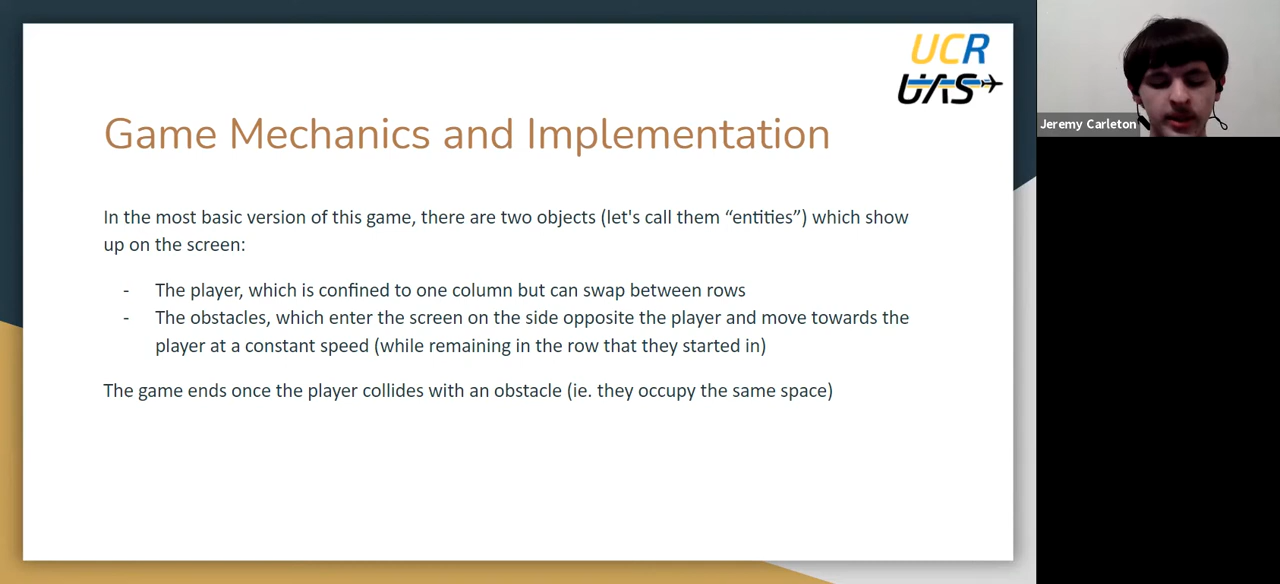 UCR
UAS
Jeremy Carleton
Game Mechanics and Implementation
In the most basic version of this game, there are two objects (let's call them “entities”) which show
up on the screen:
- The player, which is confined to one column but can swap between rows
- The obstacles, which enter the screen on the side opposite the player and move towards the
player at a constant speed (while remaining in the row that they started in)
The game ends once the player collides with an obstacle (ie. they occupy the same space)